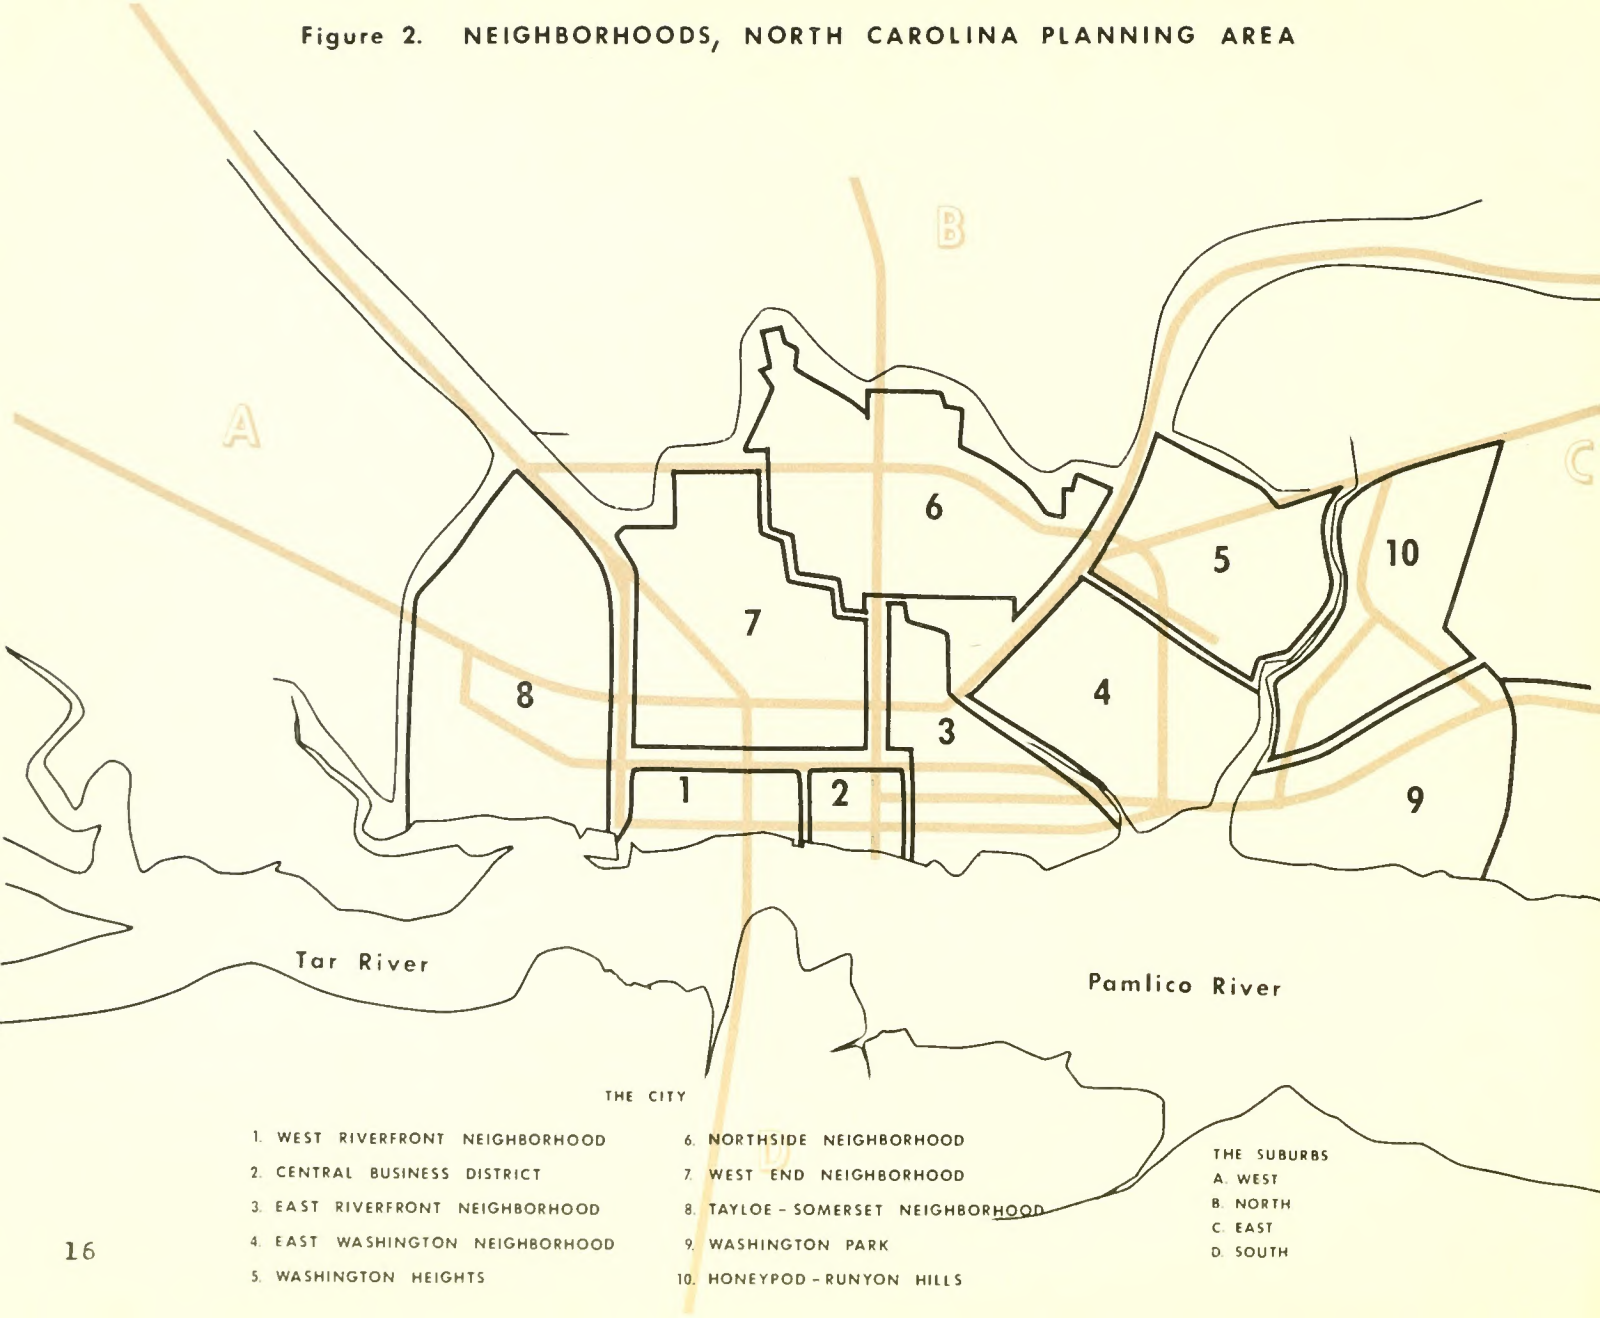 Figure 2. NEIGHBORHOODS, NORTH CAROLINA PLANNING AREA
B
A
C
6
5
10
7
8
4
3
1
2
9
Tar River
Pamlico River
D
THE CITY
1. WEST RIVERFRONT NEIGHBORHOOD
2. CENTRAL BUSINESS DISTRICT
3. EAST RIVERFRONT NEIGHBORHOOD
4. EAST WASHINGTON NEIGHBORHOOD
5. WASHINGTON HEIGHTS
6. NORTHSIDE NEIGHBORHOOD
7. WEST END NEIGHBORHOOD
8. TAYLOE-SOMERSET NEIGHBORHOOD
9. WASHINGTON PARK
10. HONEYPOD-RUNYON HILLS
THE SUBURBS
A. WEST
B. NORTH
C. EAST
D. SOUTH
16